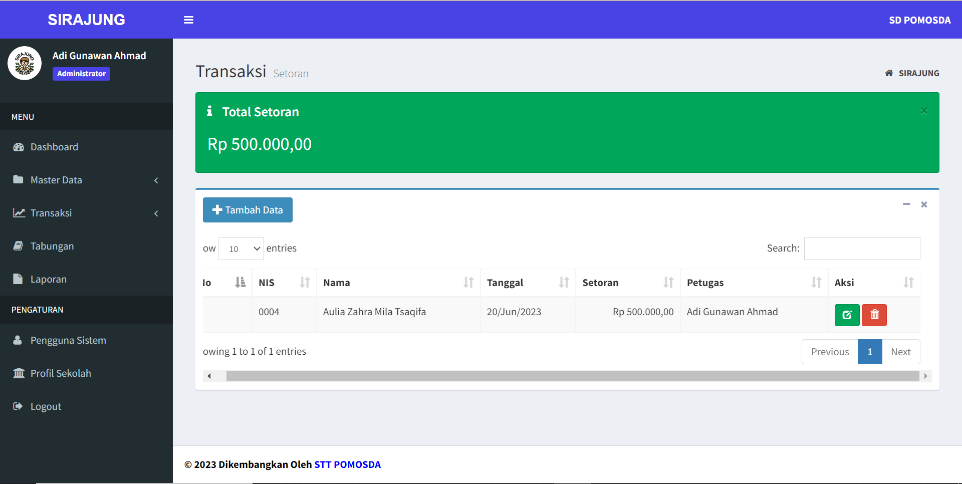 SIRAJUNG
SD POMOSDA
Adi Gunawan Ahmad
Administrator
MENU
Dashboard
Master Data
Transaksi
Tabungan
Laporan
PENGATURAN
Pengguna Sistem
Profil Sekolah
Logout
Transaksi Setoran
SIRAJUNG
Total Setoran
Rp 500.000,00
Tambah Data
ow 10 entries
Search:
lo NIS Nama Tanggal Setoran Petugas Aksi
0004 Aulia Zahra Mila Tsaqifa 20/Jun/2023 Rp 500.000,00 Adi Gunawan Ahmad
owing 1 to 1 of 1 entries
Previous 1 Next
© 2023 Dikembangkan Oleh STT POMOSDA